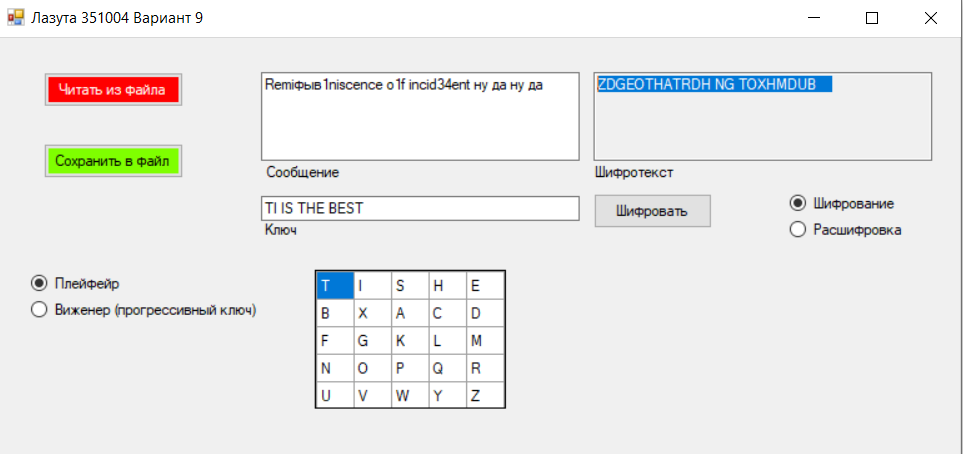 Лазута 351004 Вариант 9
Читать из файла
Remiфыв1niscence o1f incid34ent ну да ну да
ZDGEOTHATRDH NG TOXHMDUB
Сохранить в файл
Сообщение
Шифротекст
TI IS THE BEST
Шифровать
Шифрование
Ключ
Расшифровка
Плейфейр
Виженер (прогрессивный ключ)
T I S H E
B X A C D
F G K L M
N O P Q R
U V W Y Z